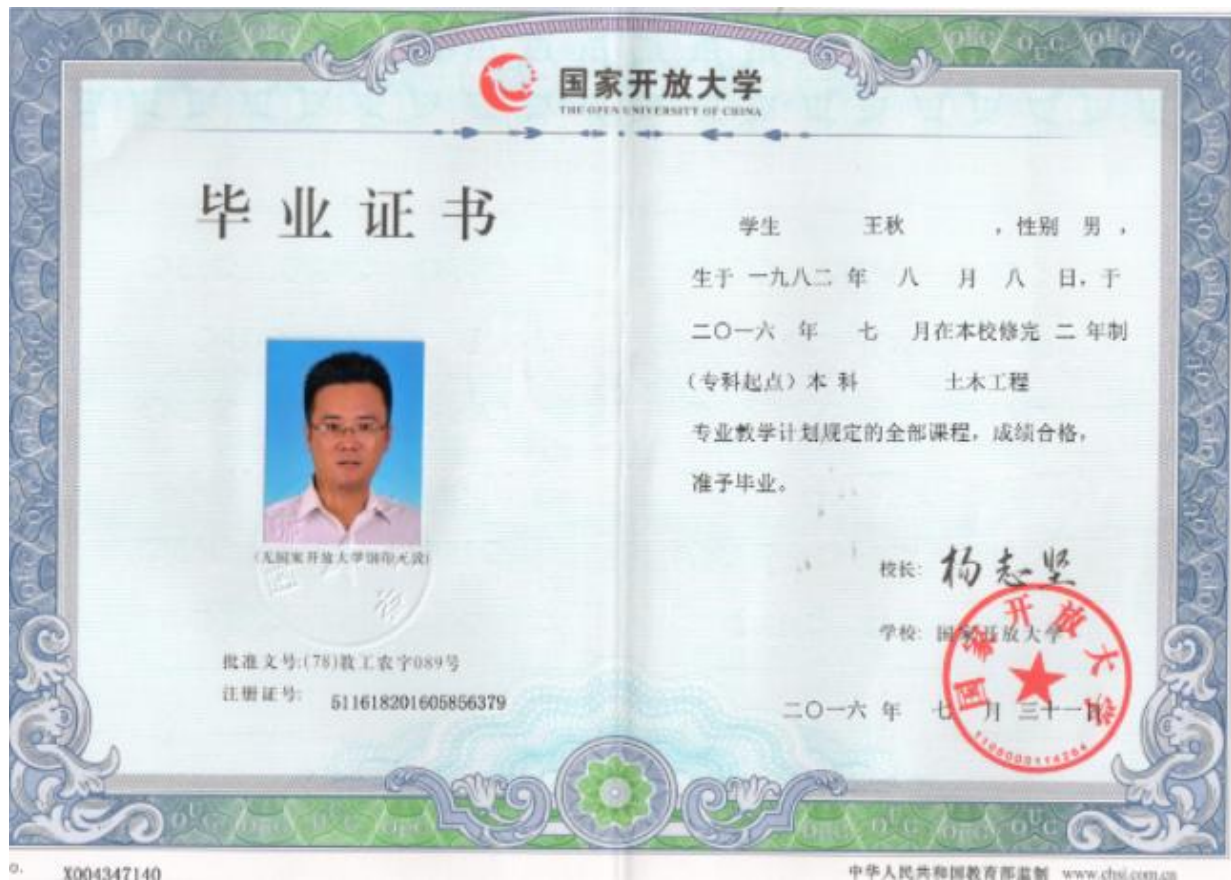 国家开放大学
THE OPEN UNIVERSITY OF CHINA
毕业证书
(无国家开放大学钢印无效)
批准文号:(78)教工农字089号
注册证号: 511618201605856379
学生 王秋 , 性别 男 ,
生于 一九八二 年 八 月 八 日, 于
二〇一六 年 七 月在本校修完 二 年制
(专科起点) 本 科 土木工程
专业教学计划规定的全部课程, 成绩合格,
准予毕业。
校长: 杨志坚
学校: 国家开放大学
二〇一六 年 七 月 三十一日
国家开放大学
X004347140
中华人民共和国教育部监制 www.chsi.com.cn